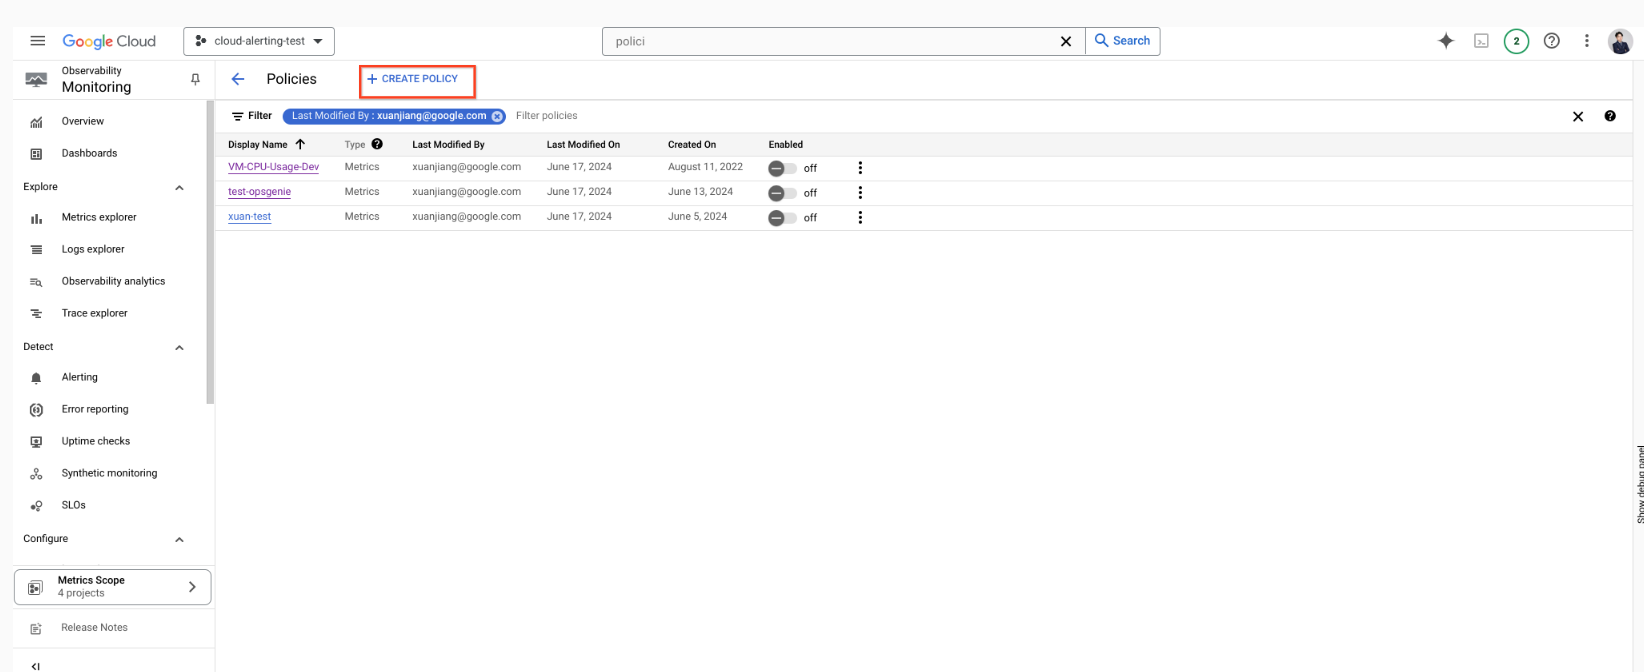 Google Cloud
cloud-alerting-test
polici
Search
2
Observability
Monitoring
Policies
CREATE POLICY
Filter
Last Modified By : xuanjiang@google.com
Filter policies
Display Name Type Last Modified By Last Modified On Created On Enabled
VM-CPU-Usage-Dev Metrics xuanjiang@google.com June 17, 2024 August 11, 2022 off
test-opsgenie Metrics xuanjiang@google.com June 17, 2024 June 13, 2024 off
xuan-test Metrics xuanjiang@google.com June 17, 2024 June 5, 2024 off
Overview
Dashboards
Explore
Metrics explorer
Logs explorer
Observability analytics
Trace explorer
Detect
Alerting
Error reporting
Uptime checks
Synthetic monitoring
SLOs
Configure
Metrics Scope
4 projects
Release Notes
Show debug panel